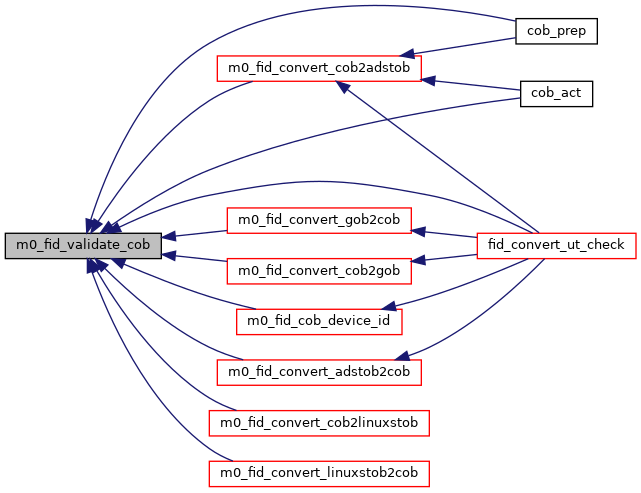 cob_prep
m0_fid_convert_cob2adstob
cob_act
m0_fid_convert_gob2cob
m0_fid_validate_cob
fid_convert_ut_check
m0_fid_convert_cob2gob
m0_fid_cob_device_id
m0_fid_convert_adstob2cob
m0_fid_convert_cob2linuxstob
m0_fid_convert_linuxstob2cob